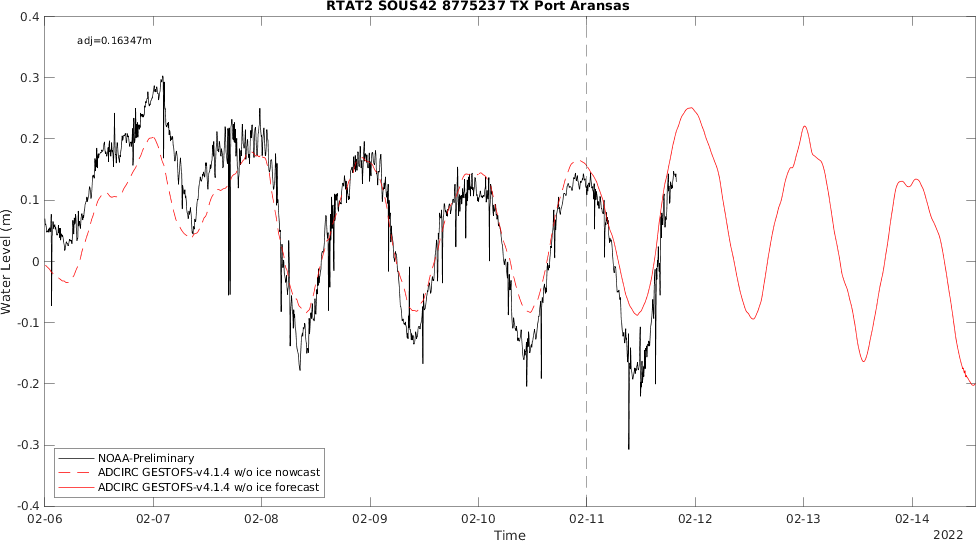 RTAT2 SOUS42 8775237 TX Port Aransas
adj=0.16347m
0.4
0.3
0.2
0.1
0
-0.1
-0.2
-0.3
-0.4
Water Level (m)
NOAA-Preliminary
ADCIRC GESTOFS-v4.1.4 w/o ice nowcast
ADCIRC GESTOFS-v4.1.4 w/o ice forecast
02-06 02-07 02-08 02-09 02-10 02-11 02-12 02-13 02-14
Time
2022